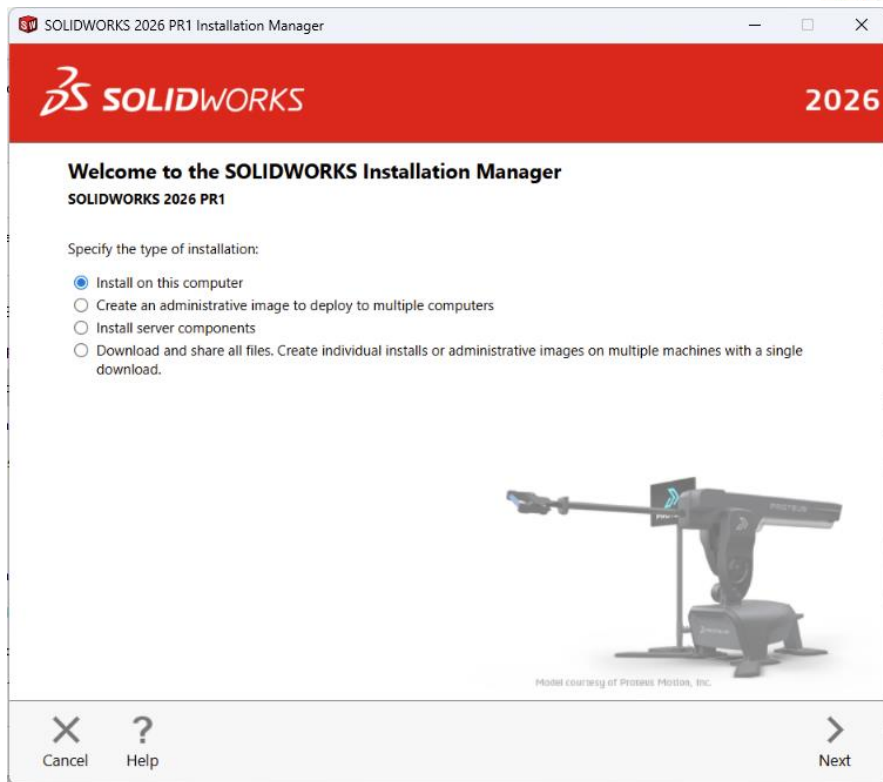 SOLIDWORKS 2026 PR1 Installation Manager
SOLIDWORKS
2026
Welcome to the SOLIDWORKS Installation Manager
SOLIDWORKS 2026 PR1
Specify the type of installation:
Install on this computer
Create an administrative image to deploy to multiple computers
Install server components
Download and share all files. Create individual installs or administrative images on multiple machines with a single
download.
PROTEUS
PROTEUS
Model courtesy of Proteus Motion, Inc.
Cancel
Help
Next